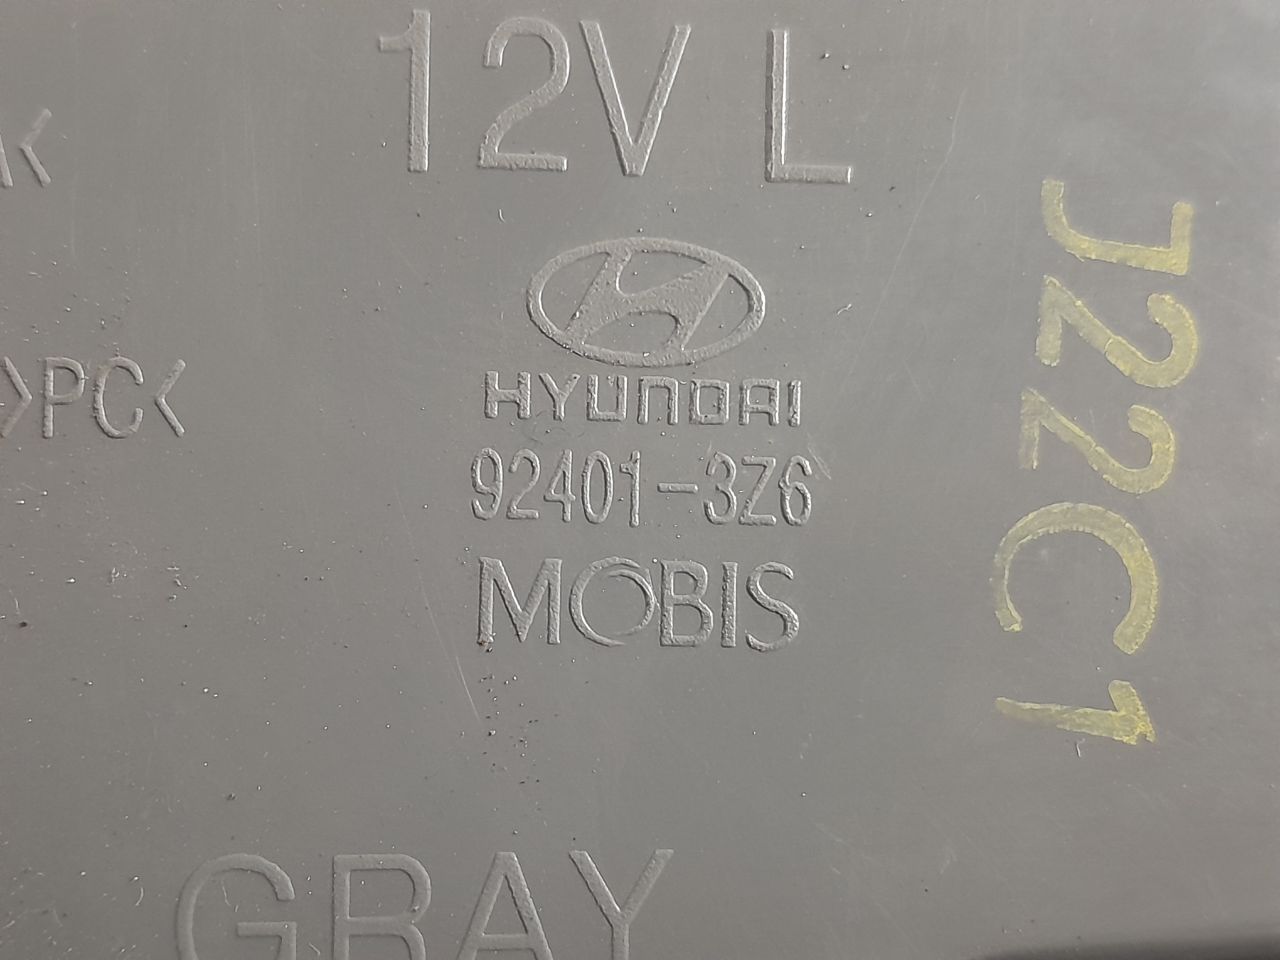 12V L
HYUNDAI
>PC<
92401-3Z6
MOBIS
GRAY
J22C1